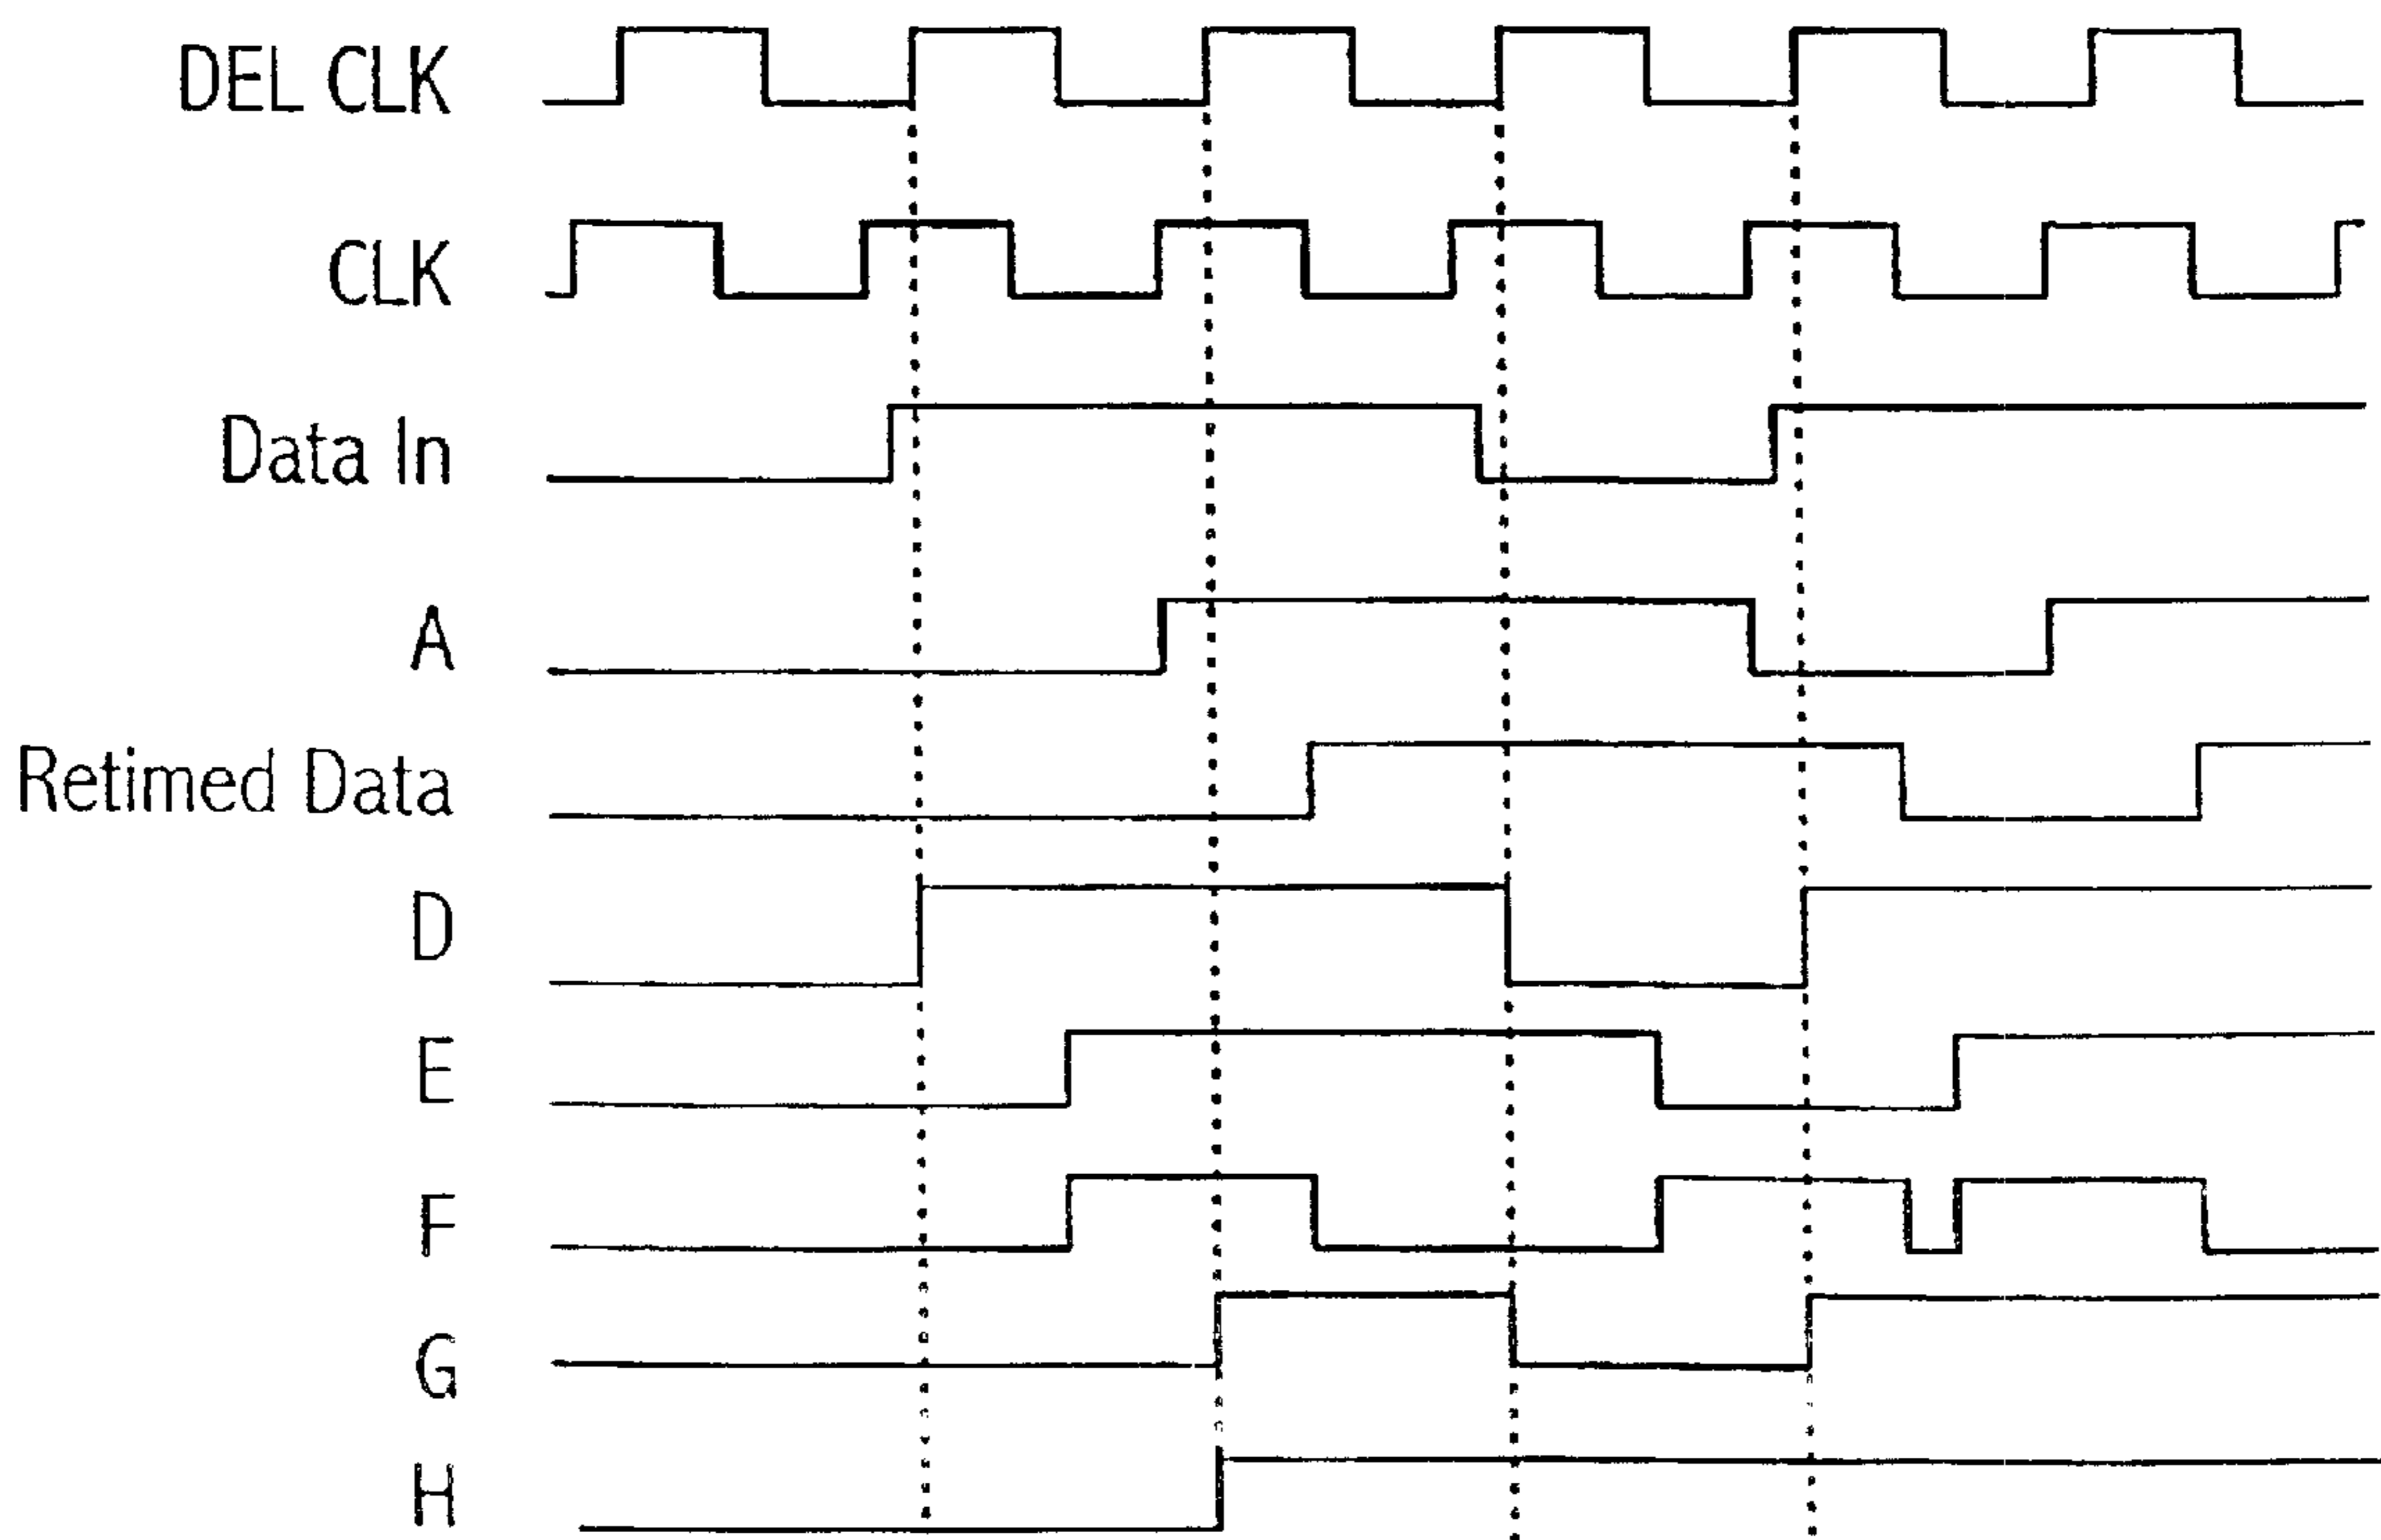 DEL CLK
CLK
Data In
A
Retimed Data
D
E
F
G
H